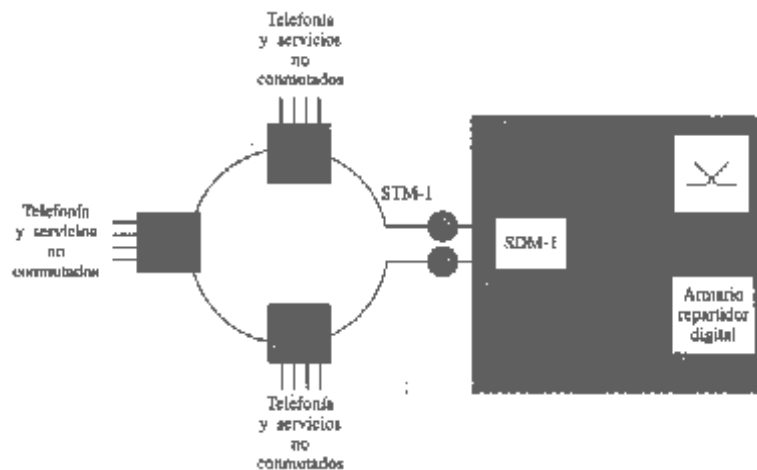 Telefonía
y servicios
no
conmutados
STM-1
Telefonía
y servicios
no
conmutados
SDM-1
Armario
repartidor
digital
Telefonía
y servicios
no
conmutados